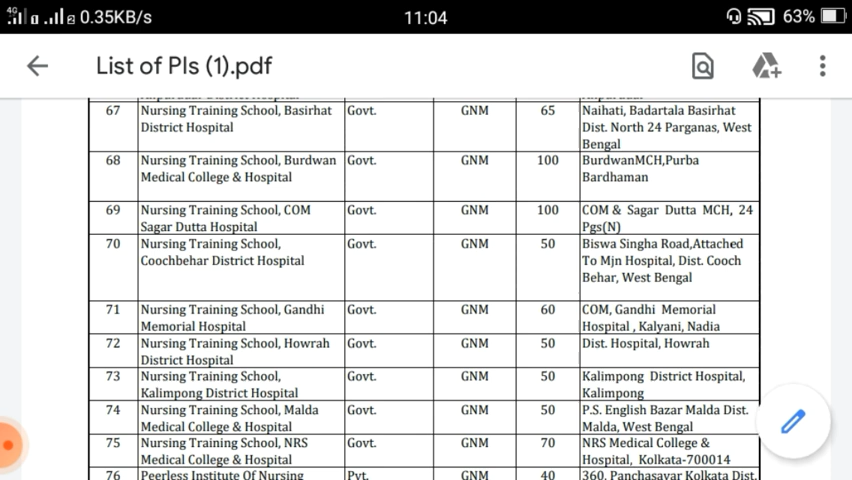 4G 0.35KB/s 11:04 63%
List of PIs (1).pdf
67 Nursing Training School, Basirhat Govt. GNM 65 Naihati, Badartala Basirhat
District Hospital Dist. North 24 Parganas, West
Bengal
68 Nursing Training School, Burdwan Govt. GNM 100 BurdwanMCH,Purba
Medical College & Hospital Bardhaman
69 Nursing Training School, COM Govt. GNM 100 COM & Sagar Dutta MCH, 24
Sagar Dutta Hospital Pgs(N)
70 Nursing Training School, Govt. GNM 50 Biswa Singha Road,Attached
Coochbehar District Hospital To Mjn Hospital, Dist. Cooch
Behar, West Bengal
71 Nursing Training School, Gandhi Govt. GNM 60 COM, Gandhi Memorial
Memorial Hospital Hospital , Kalyani, Nadia
72 Nursing Training School, Howrah Govt. GNM 50 Dist. Hospital, Howrah
District Hospital
73 Nursing Training School, Govt. GNM 50 Kalimpong District Hospital,
Kalimpong District Hospital Kalimpong
74 Nursing Training School, Malda Govt. GNM 50 P.S. English Bazar Malda Dist.
Medical College & Hospital Malda, West Bengal
75 Nursing Training School, NRS Govt. GNM 70 NRS Medical College &
Medical College & Hospital Hospital, Kolkata-700014
76 Peerless Institute Of Nursing Pvt. GNM 40 360, Panchasayar Kolkata Dist.